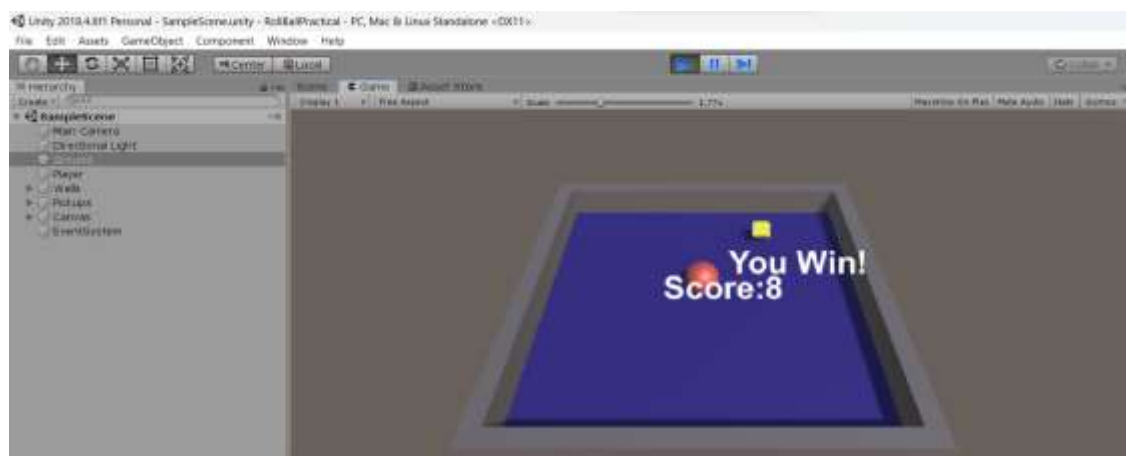 Unity 2018.4.8f1 Personal - SampleScene.unity - RollBallPractical - PC, Mac & Linux Standalone <DX11>
File Edit Assets GameObject Component Window Help
Center Local
Hierarchy Scene Game Asset Store
Create Display 1 Free Aspect Scale 1.77x Maximize On Play Mute Audio Stats Gizmos
SampleScene
Main Camera
Directional Light
Ground
Player
Walls
Pickups
Canvas
EventSystem
You Win!
Score:8